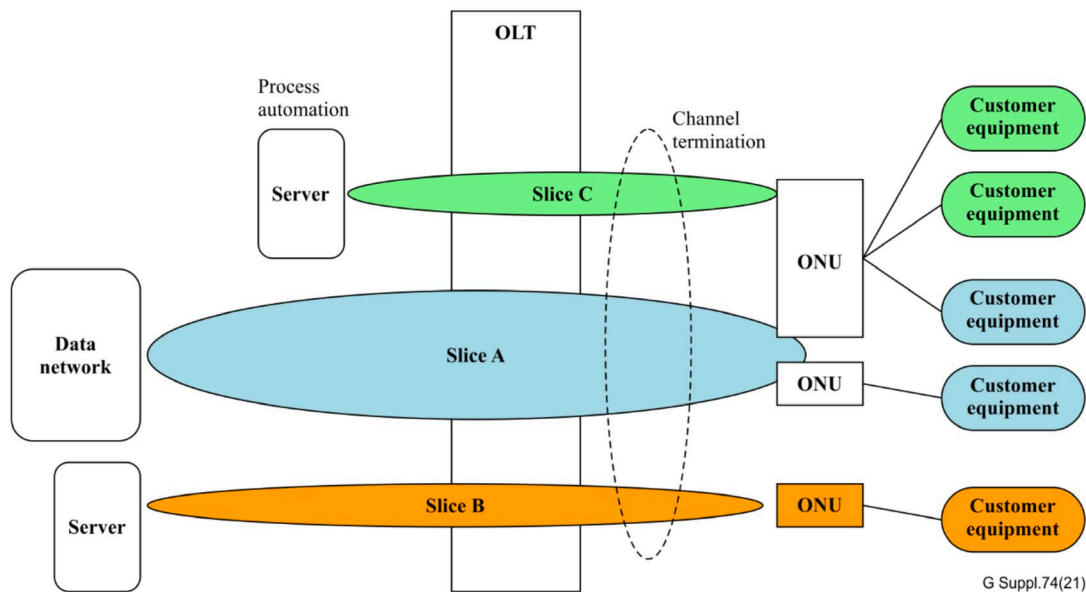 OLT
Process
automation
Channel
termination
Customer
equipment
Server
Slice C
Customer
equipment
ONU
Customer
equipment
Data
network
Slice A
ONU
Customer
equipment
Server
Slice B
ONU
Customer
equipment
G Suppl.74(21)